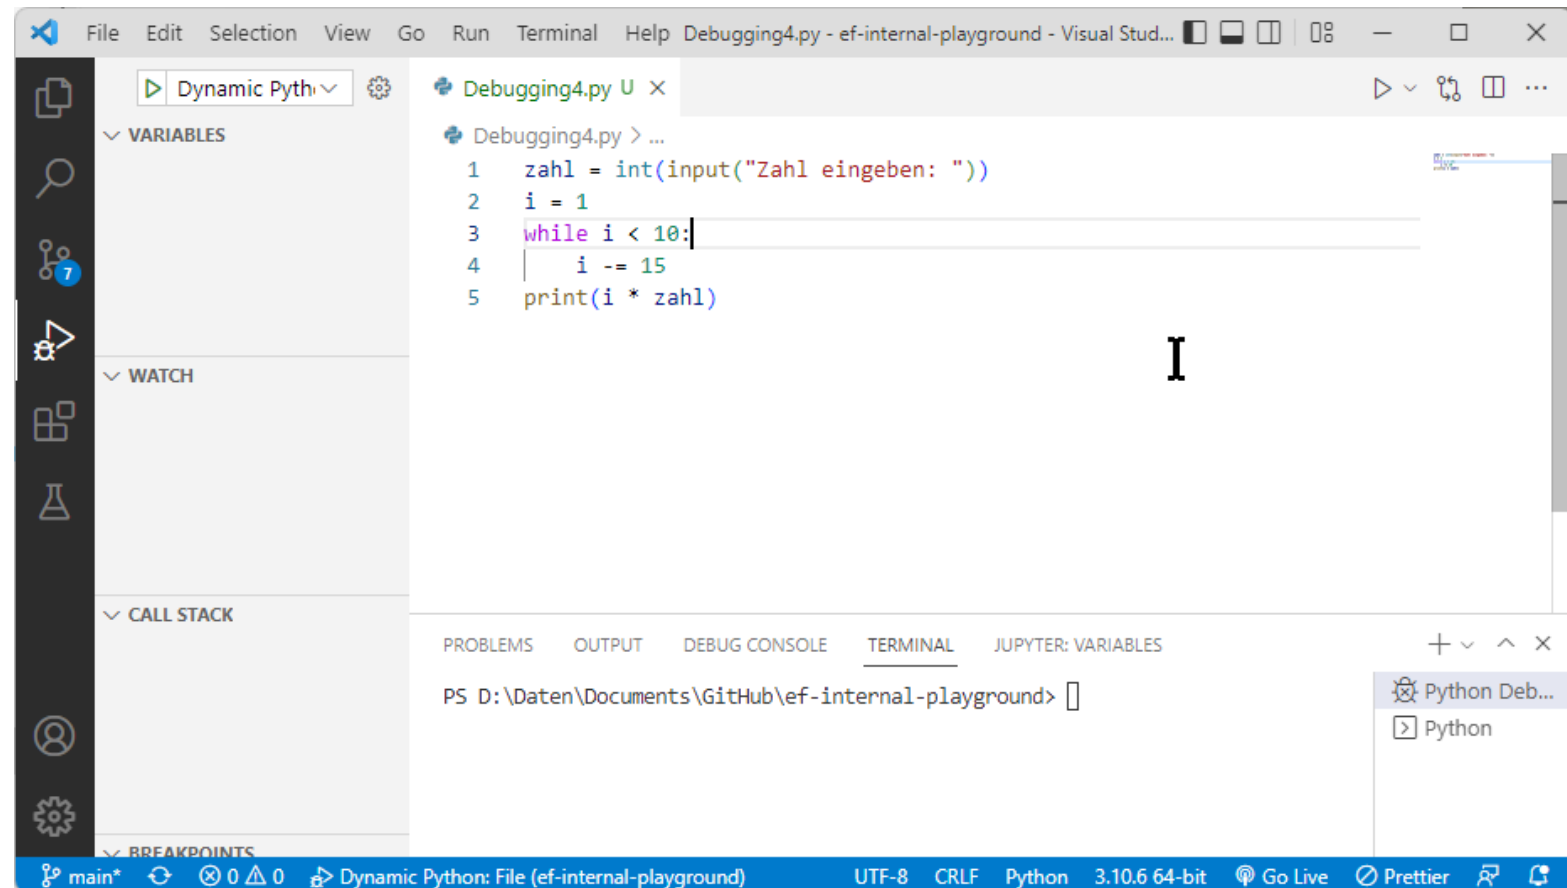 File Edit Selection View Go Run Terminal Help Debugging4.py - ef-internal-playground - Visual Stud...
Dynamic Pyth
Debugging4.py U
VARIABLES
Debugging4.py > ...
1 zahl = int(input("Zahl eingeben: "))
2 i = 1
3 while i < 10:
4 i -= 15
5 print(i * zahl)
7
WATCH
CALL STACK
PROBLEMS OUTPUT DEBUG CONSOLE TERMINAL JUPYTER: VARIABLES
PS D:\Daten\Documents\GitHub\ef-internal-playground>
Python Deb...
Python
BREAKPOINTS
main* 0 0 Dynamic Python: File (ef-internal-playground) UTF-8 CRLF Python 3.10.6 64-bit Go Live Prettier